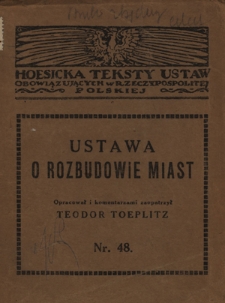 HOESICKA TEKSTY USTAW
OBOWIĄZUJĄCYCH W RZECZYPOSPOLITEJ
POLSKIEJ
USTAWA
O ROZBUDOWIE MIAST
Opracował i komentarzami zaopatrzył
TEODOR TOEPLITZ
Nr. 48.